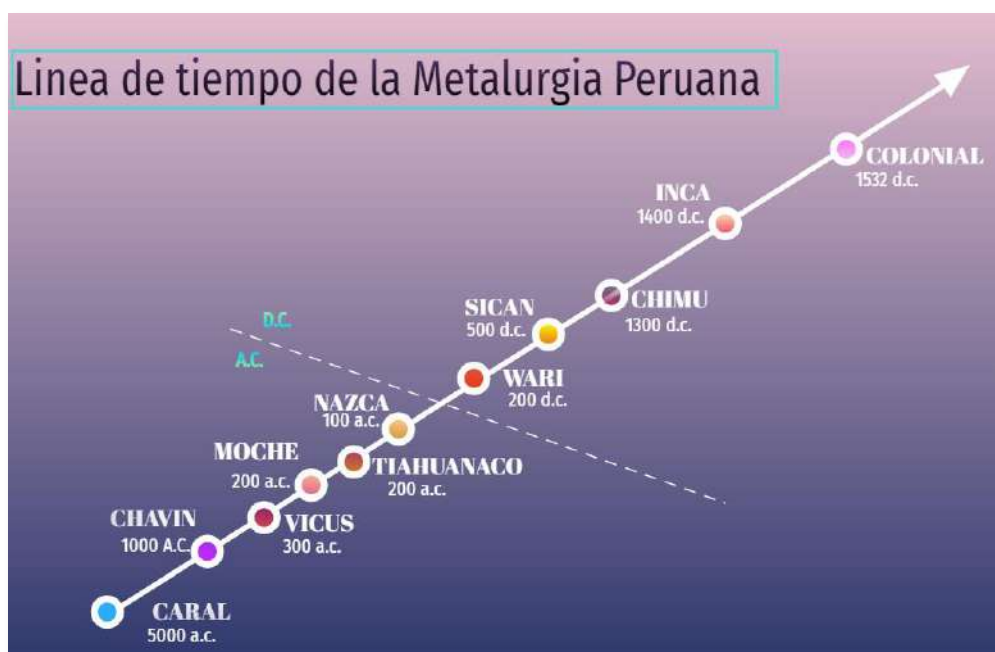 Linea de tiempo de la Metalurgia Peruana
COLONIAL
1532 d.c.
INCA
1400 d.c.
CHIMU
1300 d.c.
SICAN
500 d.c.
D.C.
A.C.
WARI
200 d.c.
NAZCA
100 a.c.
TIAHUANACO
200 a.c.
MOCHE
200 a.c.
VICUS
300 a.c.
CHAVIN
1000 A.C.
CARAL
5000 a.c.